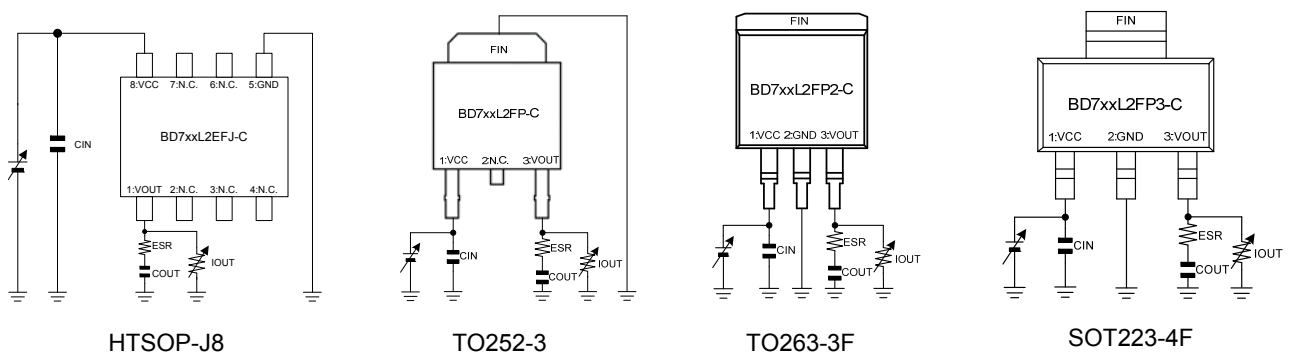 8:VCC 7:N.C. 6:N.C. 5:GND
BD7xxL2EFJ-C
1:VOUT 2:N.C. 3:N.C. 4:N.C.
CIN
ESR
COUT
IOUT
HTSOP-J8
FIN
BD7xxL2FP-C
1:VCC 2:N.C. 3:VOUT
CIN
ESR
COUT
IOUT
TO252-3
FIN
BD7xxL2FP2-C
1:VCC 2:GND 3:VOUT
CIN
ESR
COUT
IOUT
TO263-3F
FIN
BD7xxL2FP3-C
1:VCC 2:GND 3:VOUT
CIN
ESR
COUT
IOUT
SOT223-4F